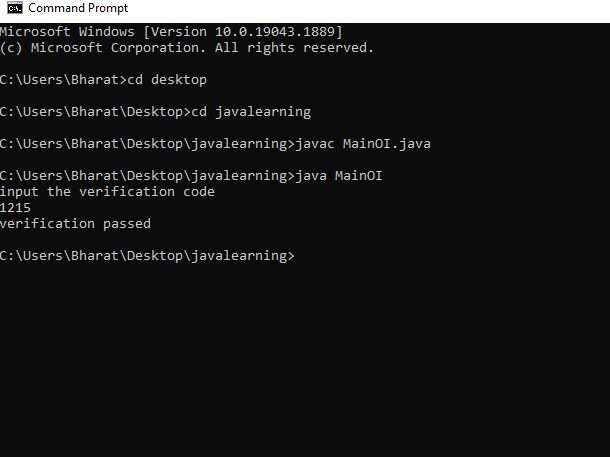 Command Prompt
Microsoft Windows [Version 10.0.19043.1889]
(c) Microsoft Corporation. All rights reserved.
C:\Users\Bharat>cd desktop
C:\Users\Bharat\Desktop>cd javalearning
C:\Users\Bharat\Desktop\javalearning>javac MainOI.java
C:\Users\Bharat\Desktop\javalearning>java MainOI
input the verification code
1215
verification passed
C:\Users\Bharat\Desktop\javalearning>